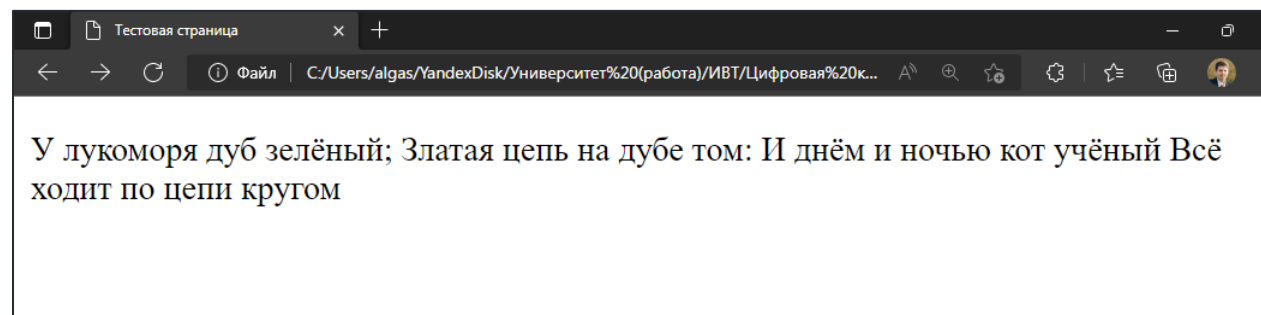 Тестовая страница
Файл | C:/Users/algas/YandexDisk/Университет%20(работа)/ИВТ/Цифровая%20к...
У лукоморя дуб зелёный; Златая цепь на дубе том: И днём и ночью кот учёный Всё
ходит по цепи кругом